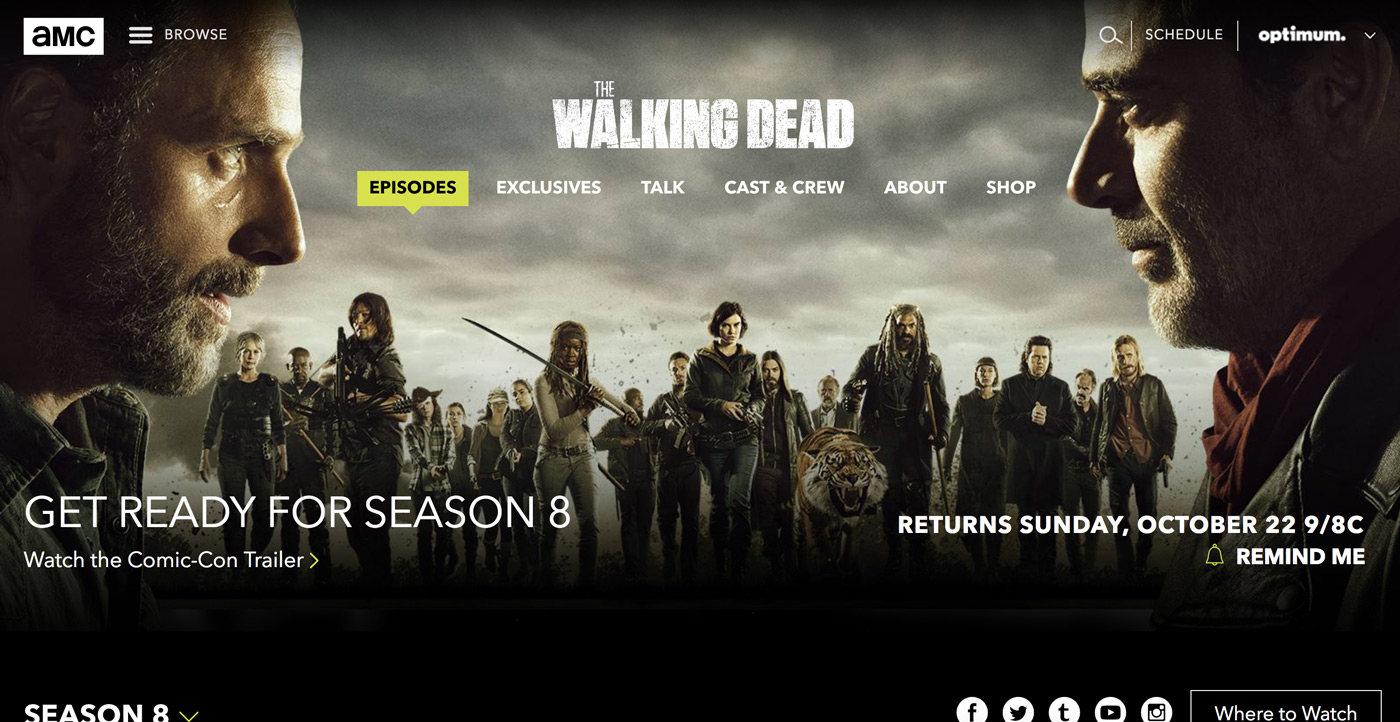 aMC
BROWSE
SCHEDULE
optimum.
THE
WALKING DEAD
EPISODES
EXCLUSIVES
TALK
CAST & CREW
ABOUT
SHOP
GET READY FOR SEASON 8
Watch the Comic-Con Trailer
RETURNS SUNDAY, OCTOBER 22 9/8C
REMIND ME
SEASON 8
Where to Watch